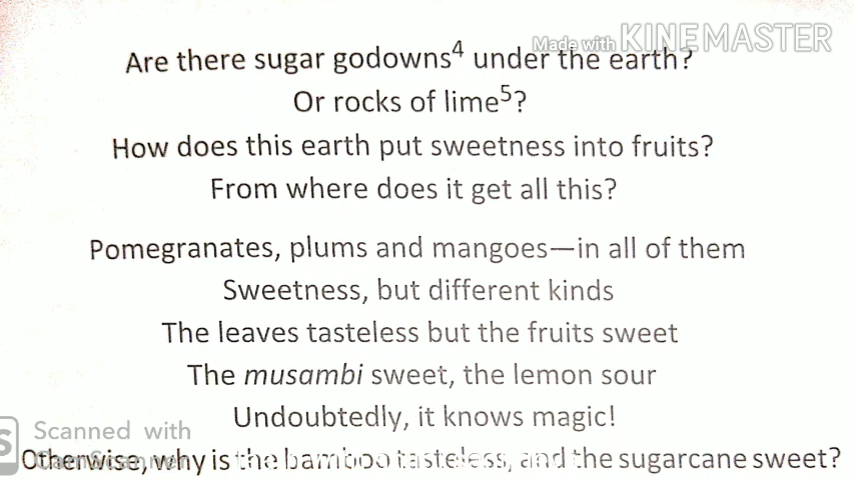 Made with KINEMASTER
Are there sugar godowns⁴ under the earth?
Or rocks of lime⁵?
How does this earth put sweetness into fruits?
From where does it get all this?
Pomegranates, plums and mangoes—in all of them
Sweetness, but different kinds
The leaves tasteless but the fruits sweet
The musambi sweet, the lemon sour
Undoubtedly, it knows magic!
Scanned with
CamScanner
Otherwise, why is the bamboo tasteless, and the sugarcane sweet?